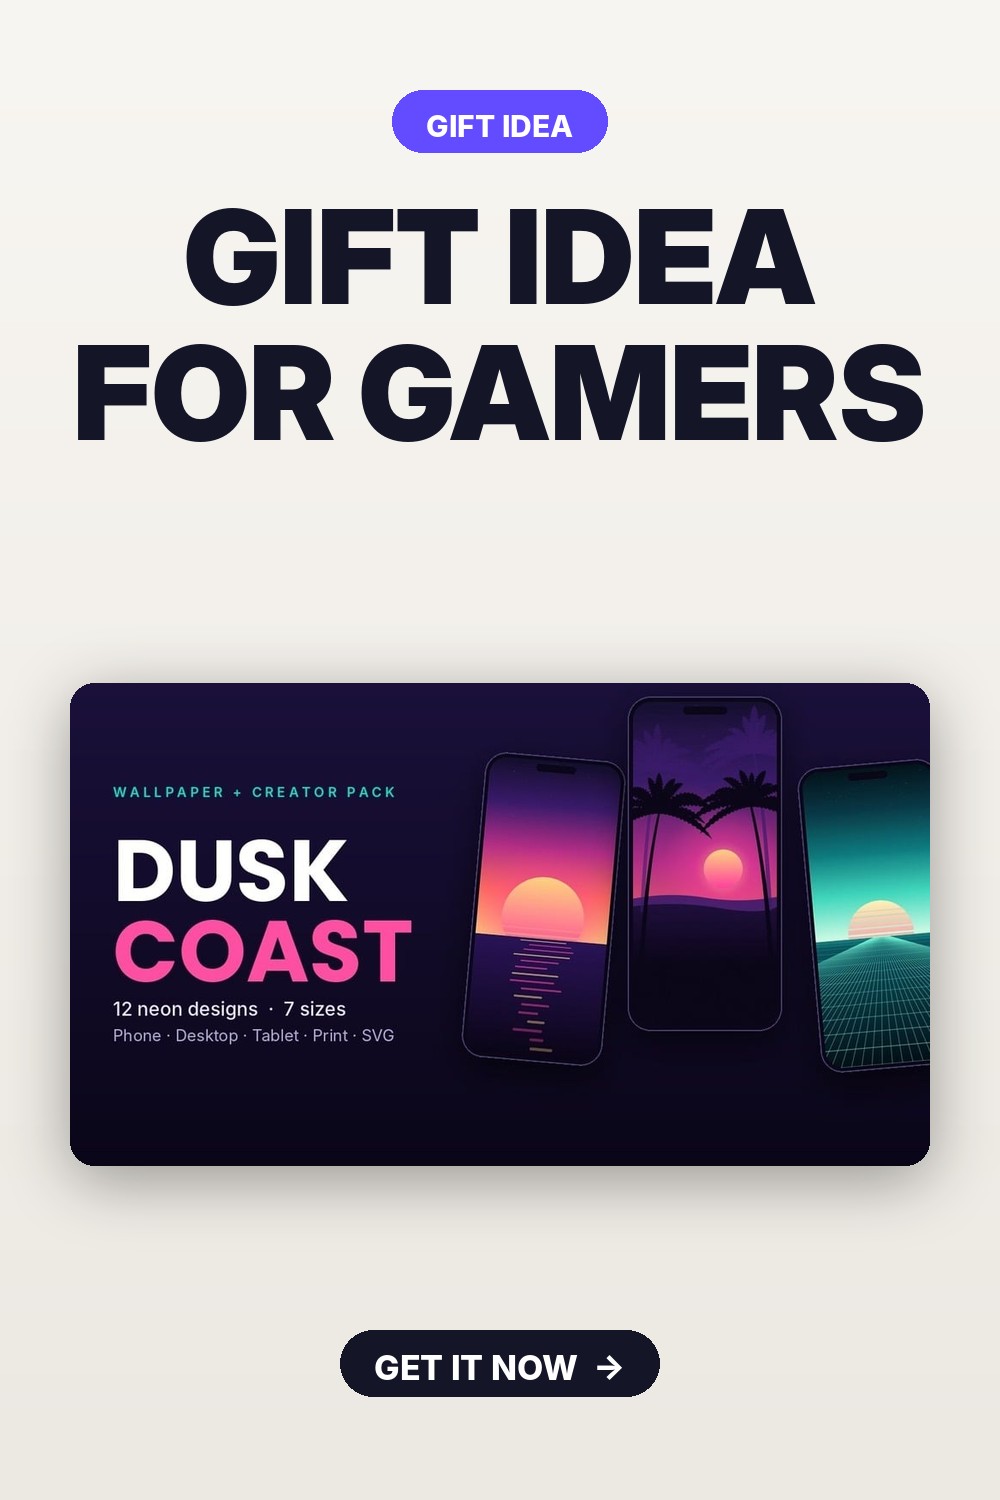 GIFT IDEA
GIFT IDEA
FOR GAMERS
WALLPAPER + CREATOR PACK
DUSK
COAST
12 neon designs · 7 sizes
Phone · Desktop · Tablet · Print · SVG
GET IT NOW →